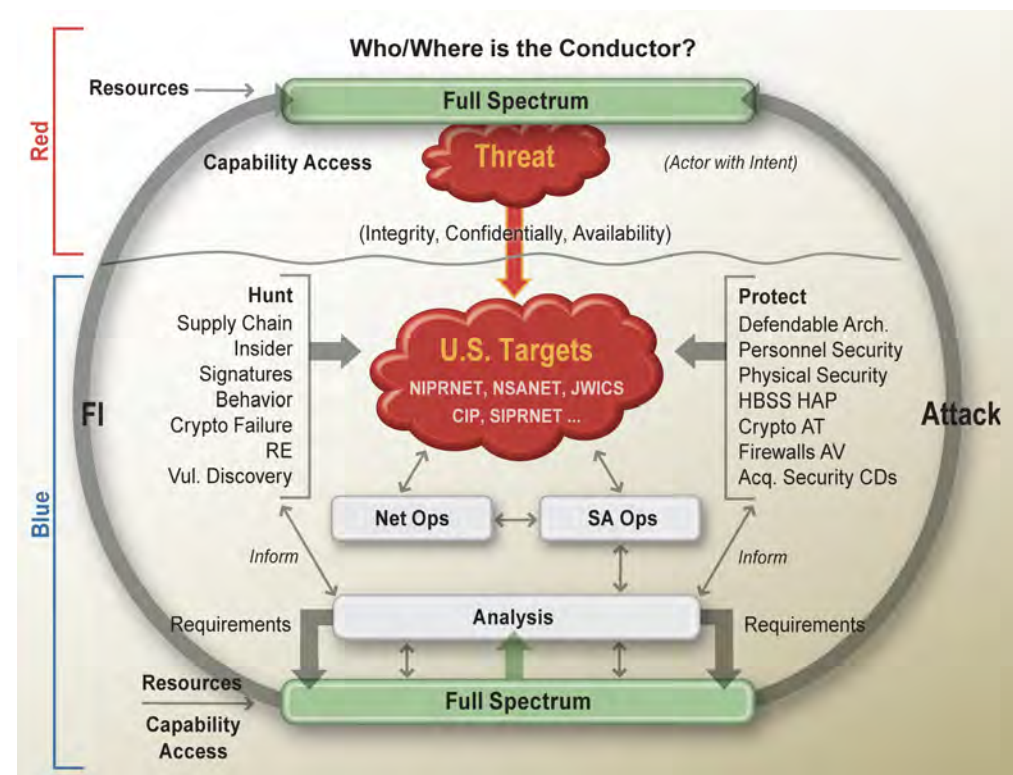 Who/Where is the Conductor?
Resources
Full Spectrum
Red
Capability Access
Threat
(Actor with Intent)
(Integrity, Confidentially, Availability)
Hunt
Supply Chain
Insider
Signatures
Behavior
Crypto Failure
RE
Vul. Discovery
FI
Blue
U.S. Targets
NIPRNET, NSANET, JWICS
CIP, SIPRNET ...
Protect
Defendable Arch.
Personnel Security
Physical Security
HBSS HAP
Crypto AT
Firewalls AV
Acq. Security CDs
Attack
Net Ops
SA Ops
Inform
Inform
Requirements
Analysis
Requirements
Resources
Capability
Access
Full Spectrum